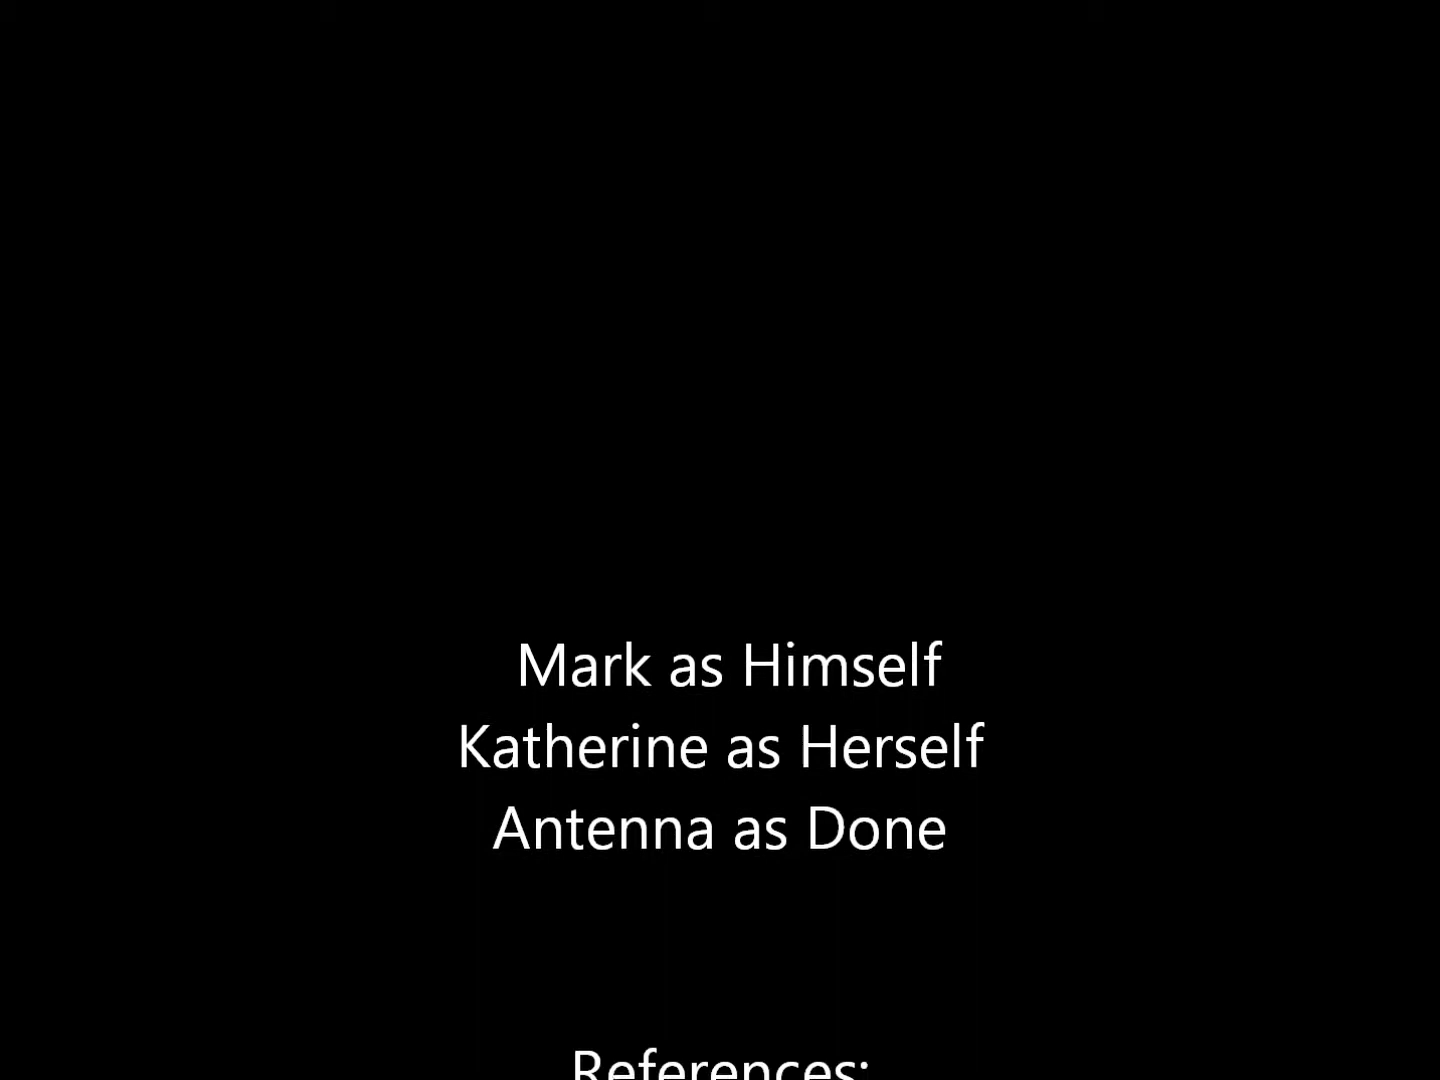 Mark as Himself
Katherine as Herself
Antenna as Done
References: